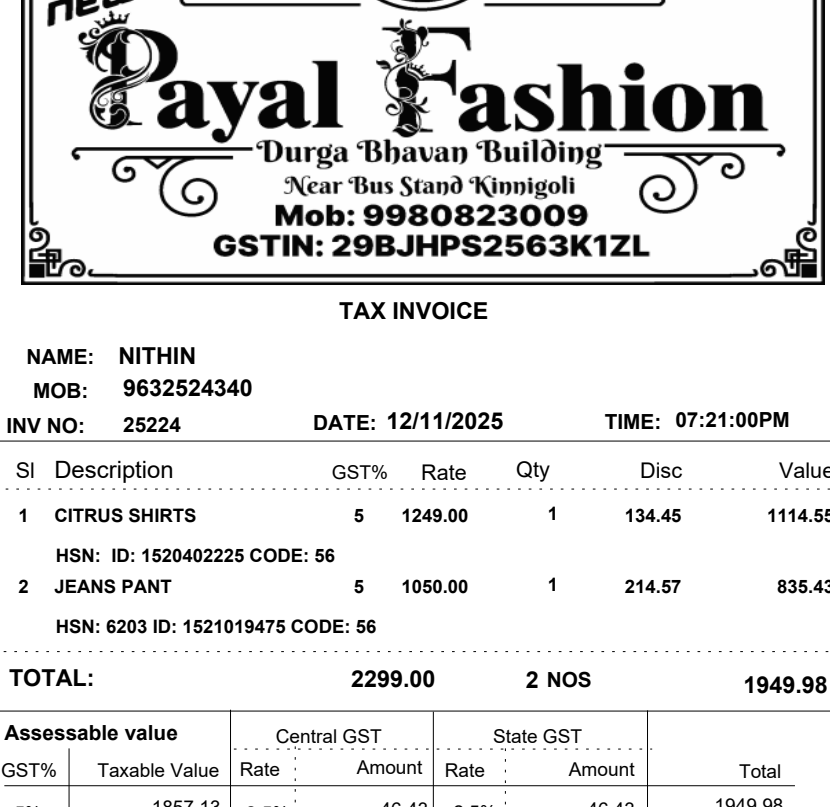 new
Payal Fashion
Durga Bhavan Building
Near Bus Stand Kinnigoli
Mob: 9980823009
GSTIN: 29BJHPS2563K1ZL
TAX INVOICE
NAME: NITHIN
MOB: 9632524340
INV NO: 25224 DATE: 12/11/2025 TIME: 07:21:00PM
Sl Description GST% Rate Qty Disc Value
1 CITRUS SHIRTS 5 1249.00 1 134.45 1114.55
HSN: ID: 1520402225 CODE: 56
2 JEANS PANT 5 1050.00 1 214.57 835.43
HSN: 6203 ID: 1521019475 CODE: 56
TOTAL: 2299.00 2 NOS 1949.98
Assessable value Central GST State GST
GST% Taxable Value Rate Amount Rate Amount Total
1857.13 46.43 46.43 1949.98